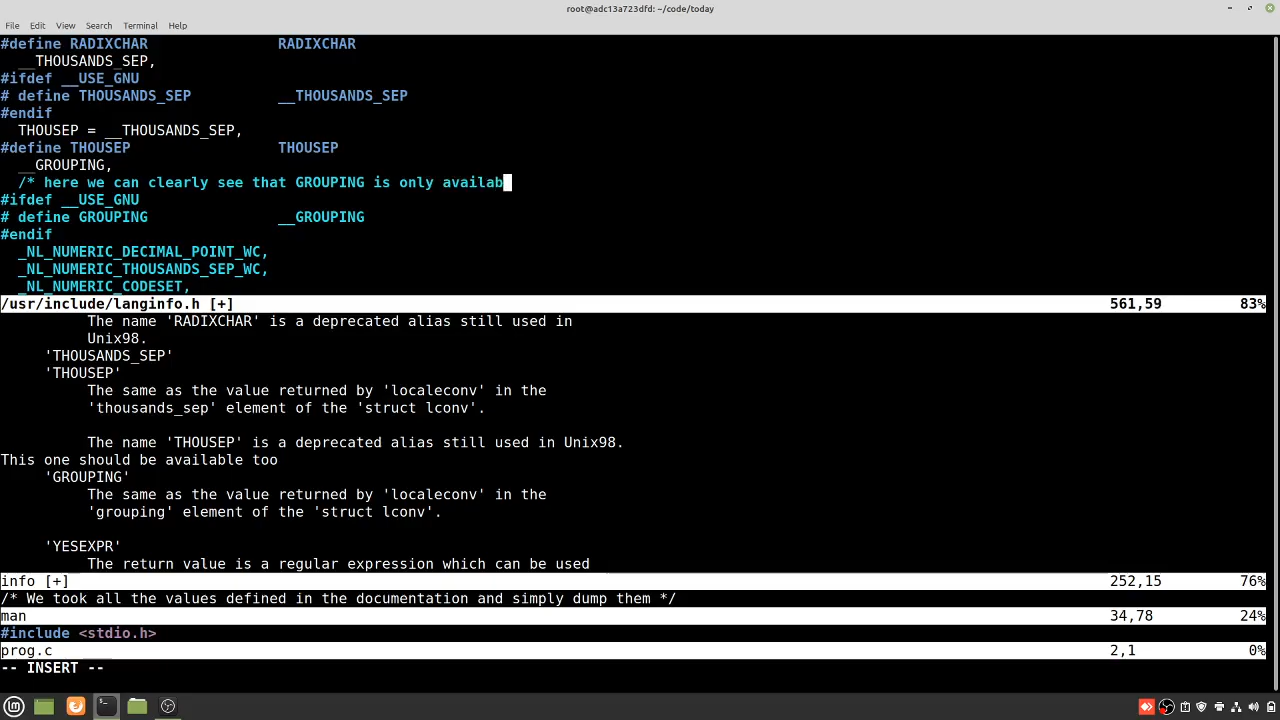 root@adc13a723dfd: ~/code/today
File Edit View Search Terminal Help
#define RADIXCHAR               RADIXCHAR
  __THOUSANDS_SEP,
#ifdef __USE_GNU
# define THOUSANDS_SEP          __THOUSANDS_SEP
#endif
  THOUSEP = __THOUSANDS_SEP,
#define THOUSEP                 THOUSEP
  __GROUPING,
  /* here we can clearly see that GROUPING is only availab
#ifdef __USE_GNU
# define GROUPING               __GROUPING
#endif
  _NL_NUMERIC_DECIMAL_POINT_WC,
  _NL_NUMERIC_THOUSANDS_SEP_WC,
  _NL_NUMERIC_CODESET,
/usr/include/langinfo.h [+] 561,59 83%
          The name 'RADIXCHAR' is a deprecated alias still used in
          Unix98.
     'THOUSANDS_SEP'
     'THOUSEP'
          The same as the value returned by 'localeconv' in the
          'thousands_sep' element of the 'struct lconv'.
          The name 'THOUSEP' is a deprecated alias still used in Unix98.
This one should be available too
     'GROUPING'
          The same as the value returned by 'localeconv' in the
          'grouping' element of the 'struct lconv'.
     'YESEXPR'
          The return value is a regular expression which can be used
info [+] 252,15 76%
/* We took all the values defined in the documentation and simply dump them */
man 34,78 24%
#include <stdio.h>
prog.c 2,1 0%
-- INSERT --